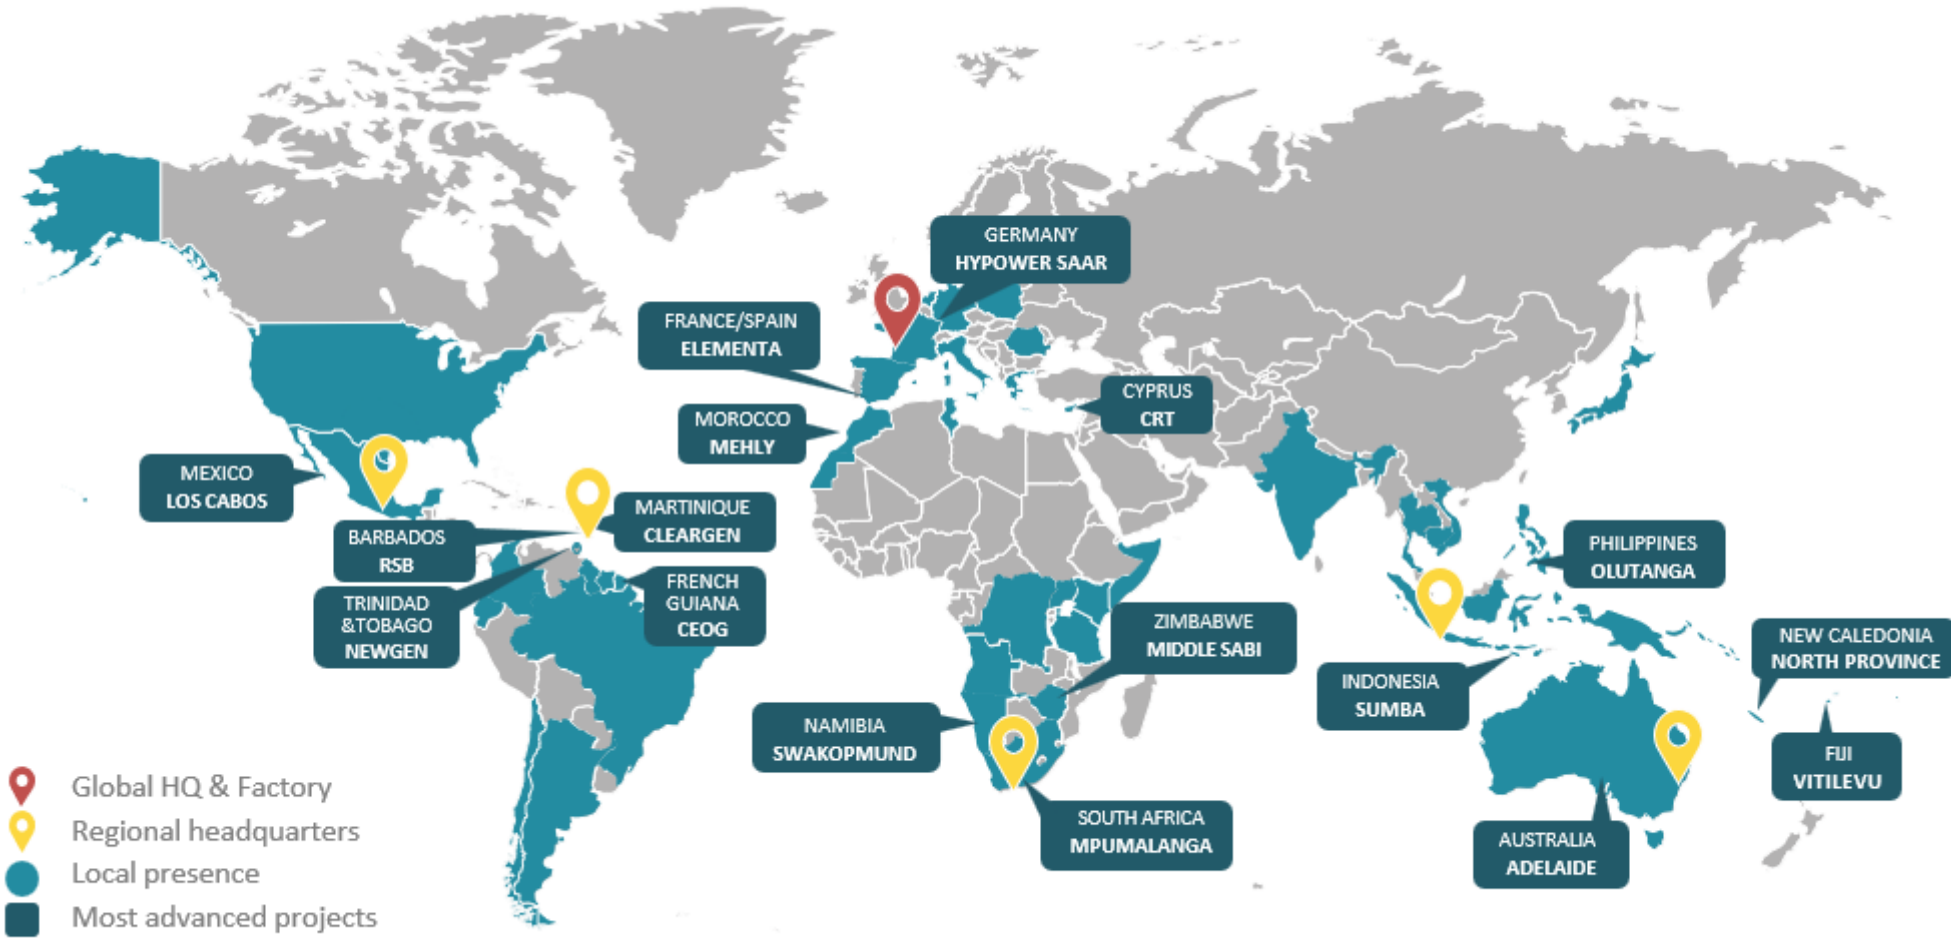 GERMANY
HYPOWER SAAR
FRANCE/SPAIN
ELEMENTA
CYPRUS
CRT
MOROCCO
MEHLY
MEXICO
LOS CABOS
MARTINIQUE
CLEARGEN
BARBADOS
RSB
TRINIDAD
&TOBAGO
NEWGEN
FRENCH
GUIANA
CEOG
PHILIPPINES
OLUTANGA
ZIMBABWE
MIDDLE SABI
NEW CALEDONIA
NORTH PROVINCE
INDONESIA
SUMBA
NAMIBIA
SWAKOPMUND
FIJI
VITILEVU
SOUTH AFRICA
MPUMALANGA
AUSTRALIA
ADELAIDE
Global HQ & Factory
Regional headquarters
Local presence
Most advanced projects